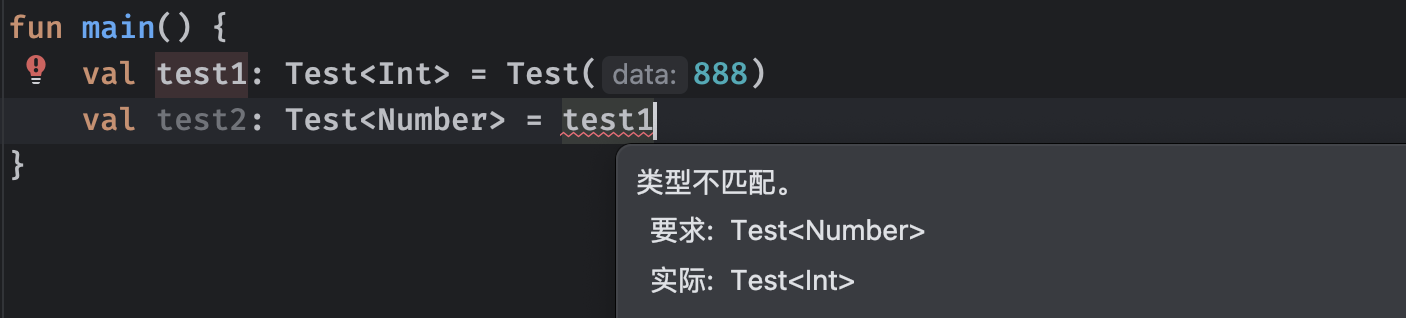 fun main() {
val test1: Test<Int> = Test( data: 888)
val test2: Test<Number> = test1
}
类型不匹配。
要求: Test<Number>
实际: Test<Int>